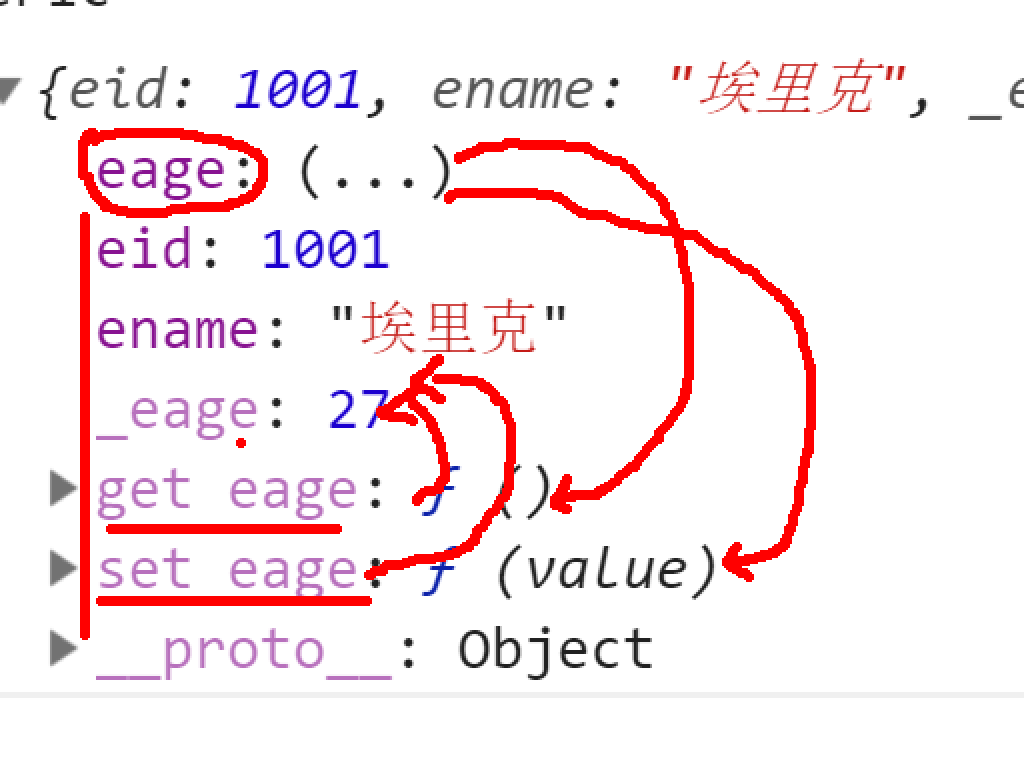 {eid: 1001, ename: "埃里克", _e
eage: (...)
eid: 1001
ename: "埃里克"
_eage: 27
get eage: ƒ ()
set eage: ƒ (value)
__proto__: Object